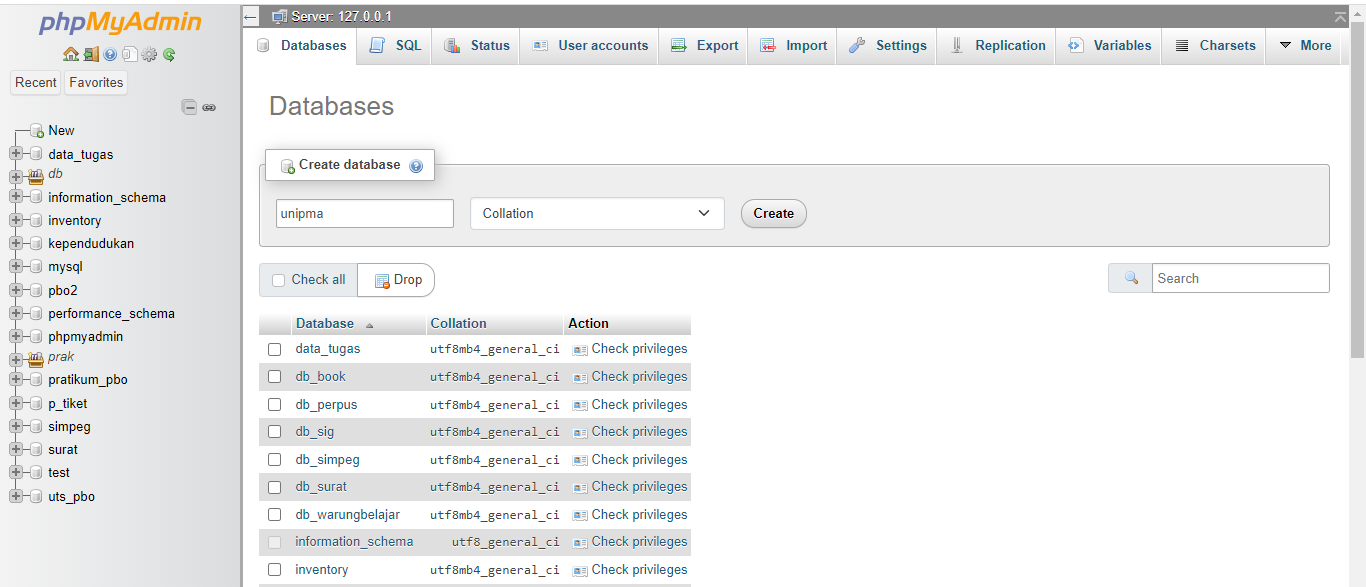 phpMyAdmin
Recent Favorites
New
data_tugas
db
information_schema
inventory
kependudukan
mysql
pbo2
performance_schema
phpmyadmin
prak
pratikum_pbo
p_tiket
simpeg
surat
test
uts_pbo
Server: 127.0.0.1
Databases SQL Status User accounts Export Import Settings Replication Variables Charsets More
Databases
Create database
unipma Collation Create
Check all Drop Search
Database Collation Action
data_tugas utf8mb4_general_ci Check privileges
db_book utf8mb4_general_ci Check privileges
db_perpus utf8mb4_general_ci Check privileges
db_sig utf8mb4_general_ci Check privileges
db_simpeg utf8mb4_general_ci Check privileges
db_surat utf8mb4_general_ci Check privileges
db_warungbelajar utf8mb4_general_ci Check privileges
information_schema utf8_general_ci Check privileges
inventory utf8mb4_general_ci Check privileges